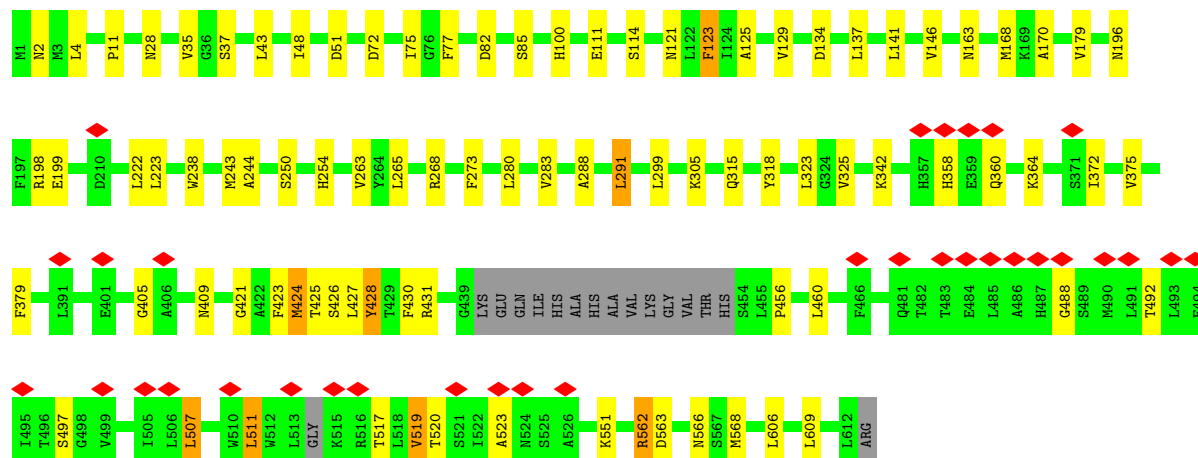 M1 N2 M3 L4 P11 N28 V35 G36 S37 L43 I48 D51 D72 I75 G76 F77 D82 S85 H100 E111 S114 N121 L122 F123 I124 A125 V129 D134 L137 L141 V146 N163 M168 K169 A170 V179 N196
F197 R198 E199 D210 L222 L223 W238 M243 A244 S250 H254 V263 Y264 L265 R268 F273 L280 V283 A288 L291 L299 K305 Q315 Y318 L323 G324 V325 K342 H357 H358 E359 Q360 K364 S371 I372 V375
F379 L391 E401 G405 A406 N409 G421 A422 F423 M424 T425 S426 L427 Y428 T429 F430 R431 G439 LYS GLU GLN ILE HIS ALA HIS ALA VAL LYS GLY VAL THR HIS S454 L455 P456 L460 F466 Q481 T482 T483 E484 L485 A486 H487 G488 S489 M490 L491 T492 L493 E494
I495 T496 S497 G498 V499 I505 L506 L507 W510 L511 W512 L513 GLY K515 R516 T517 L518 V519 T520 S521 I522 A523 N524 S525 A526 K551 R562 D563 N566 S567 M568 L606 L609 L612 ARG